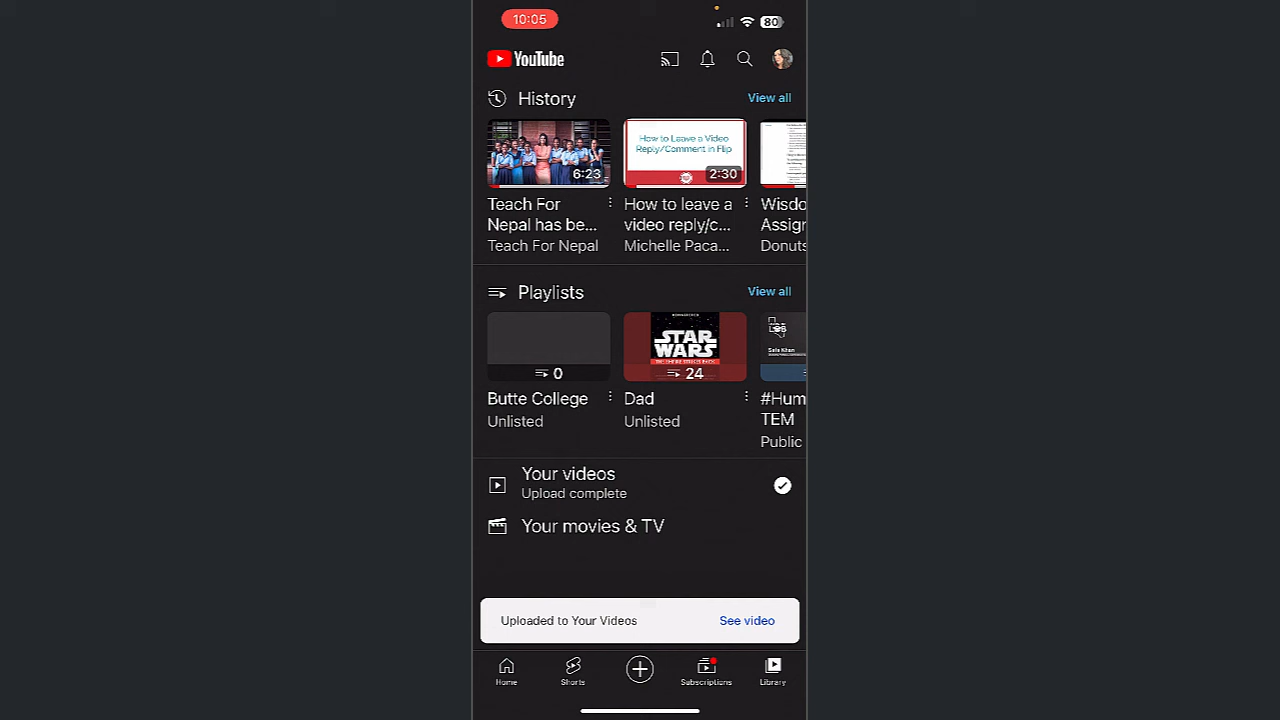 10:05
80
YouTube
History
View all
6:23
How to Leave a Video
Reply/Comment in Flip
2:30
Teach For
Nepal has be...
Teach For Nepal
How to leave a
video reply/c...
Michelle Paca...
Wisdo
Assign
Donuts
Playlists
View all
STAR
WARS
0
24
Safa Khan
Butte College
Unlisted
Dad
Unlisted
#Hum
TEM
Public
Your videos
Upload complete
Your movies & TV
Uploaded to Your Videos
See video
Home
Shorts
Subscriptions
Library